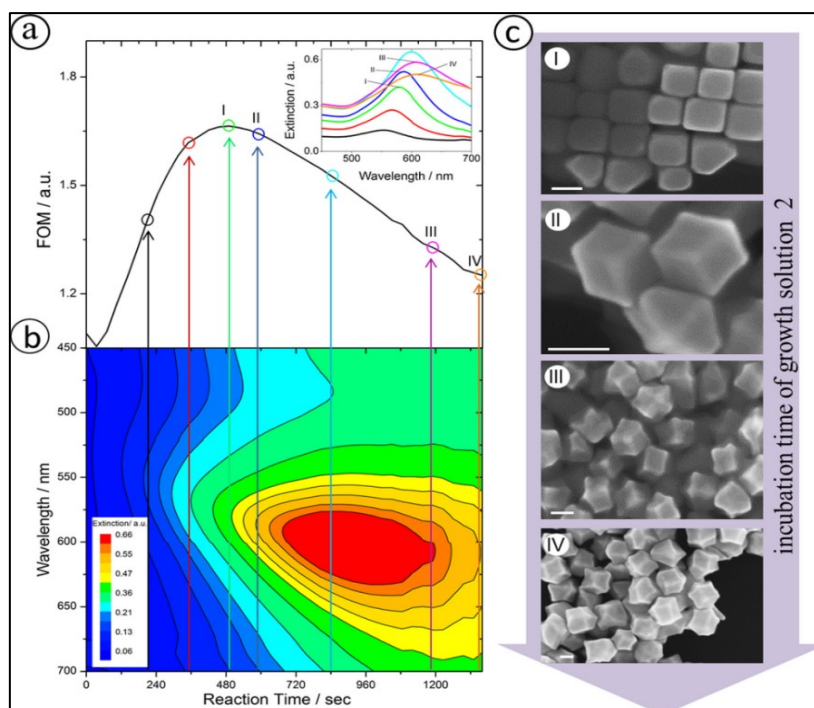 a
FOM / a.u.
1.8
1.5
1.2
I
II
III
IV
Extinction / a.u.
0.6
0.3
0.0
III
II
I
IV
500
600
700
Wavelength / nm
b
Wavelength / nm
450
500
550
600
650
700
Extinction/ a.u.
0.66
0.55
0.47
0.36
0.21
0.13
0.06
0
240
480
720
960
1200
Reaction Time / sec
c
I
II
III
IV
incubation time of growth solution 2